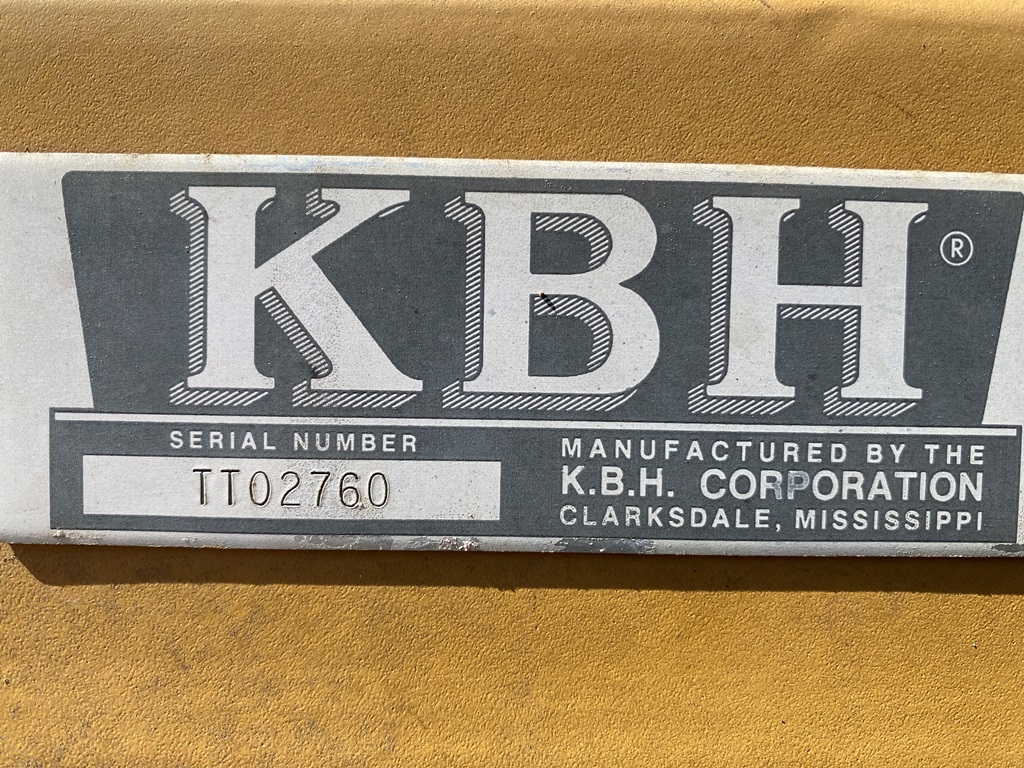 KBH®
SERIAL NUMBER
TT02760
MANUFACTURED BY THE
K.B.H. CORPORATION
CLARKSDALE, MISSISSIPPI